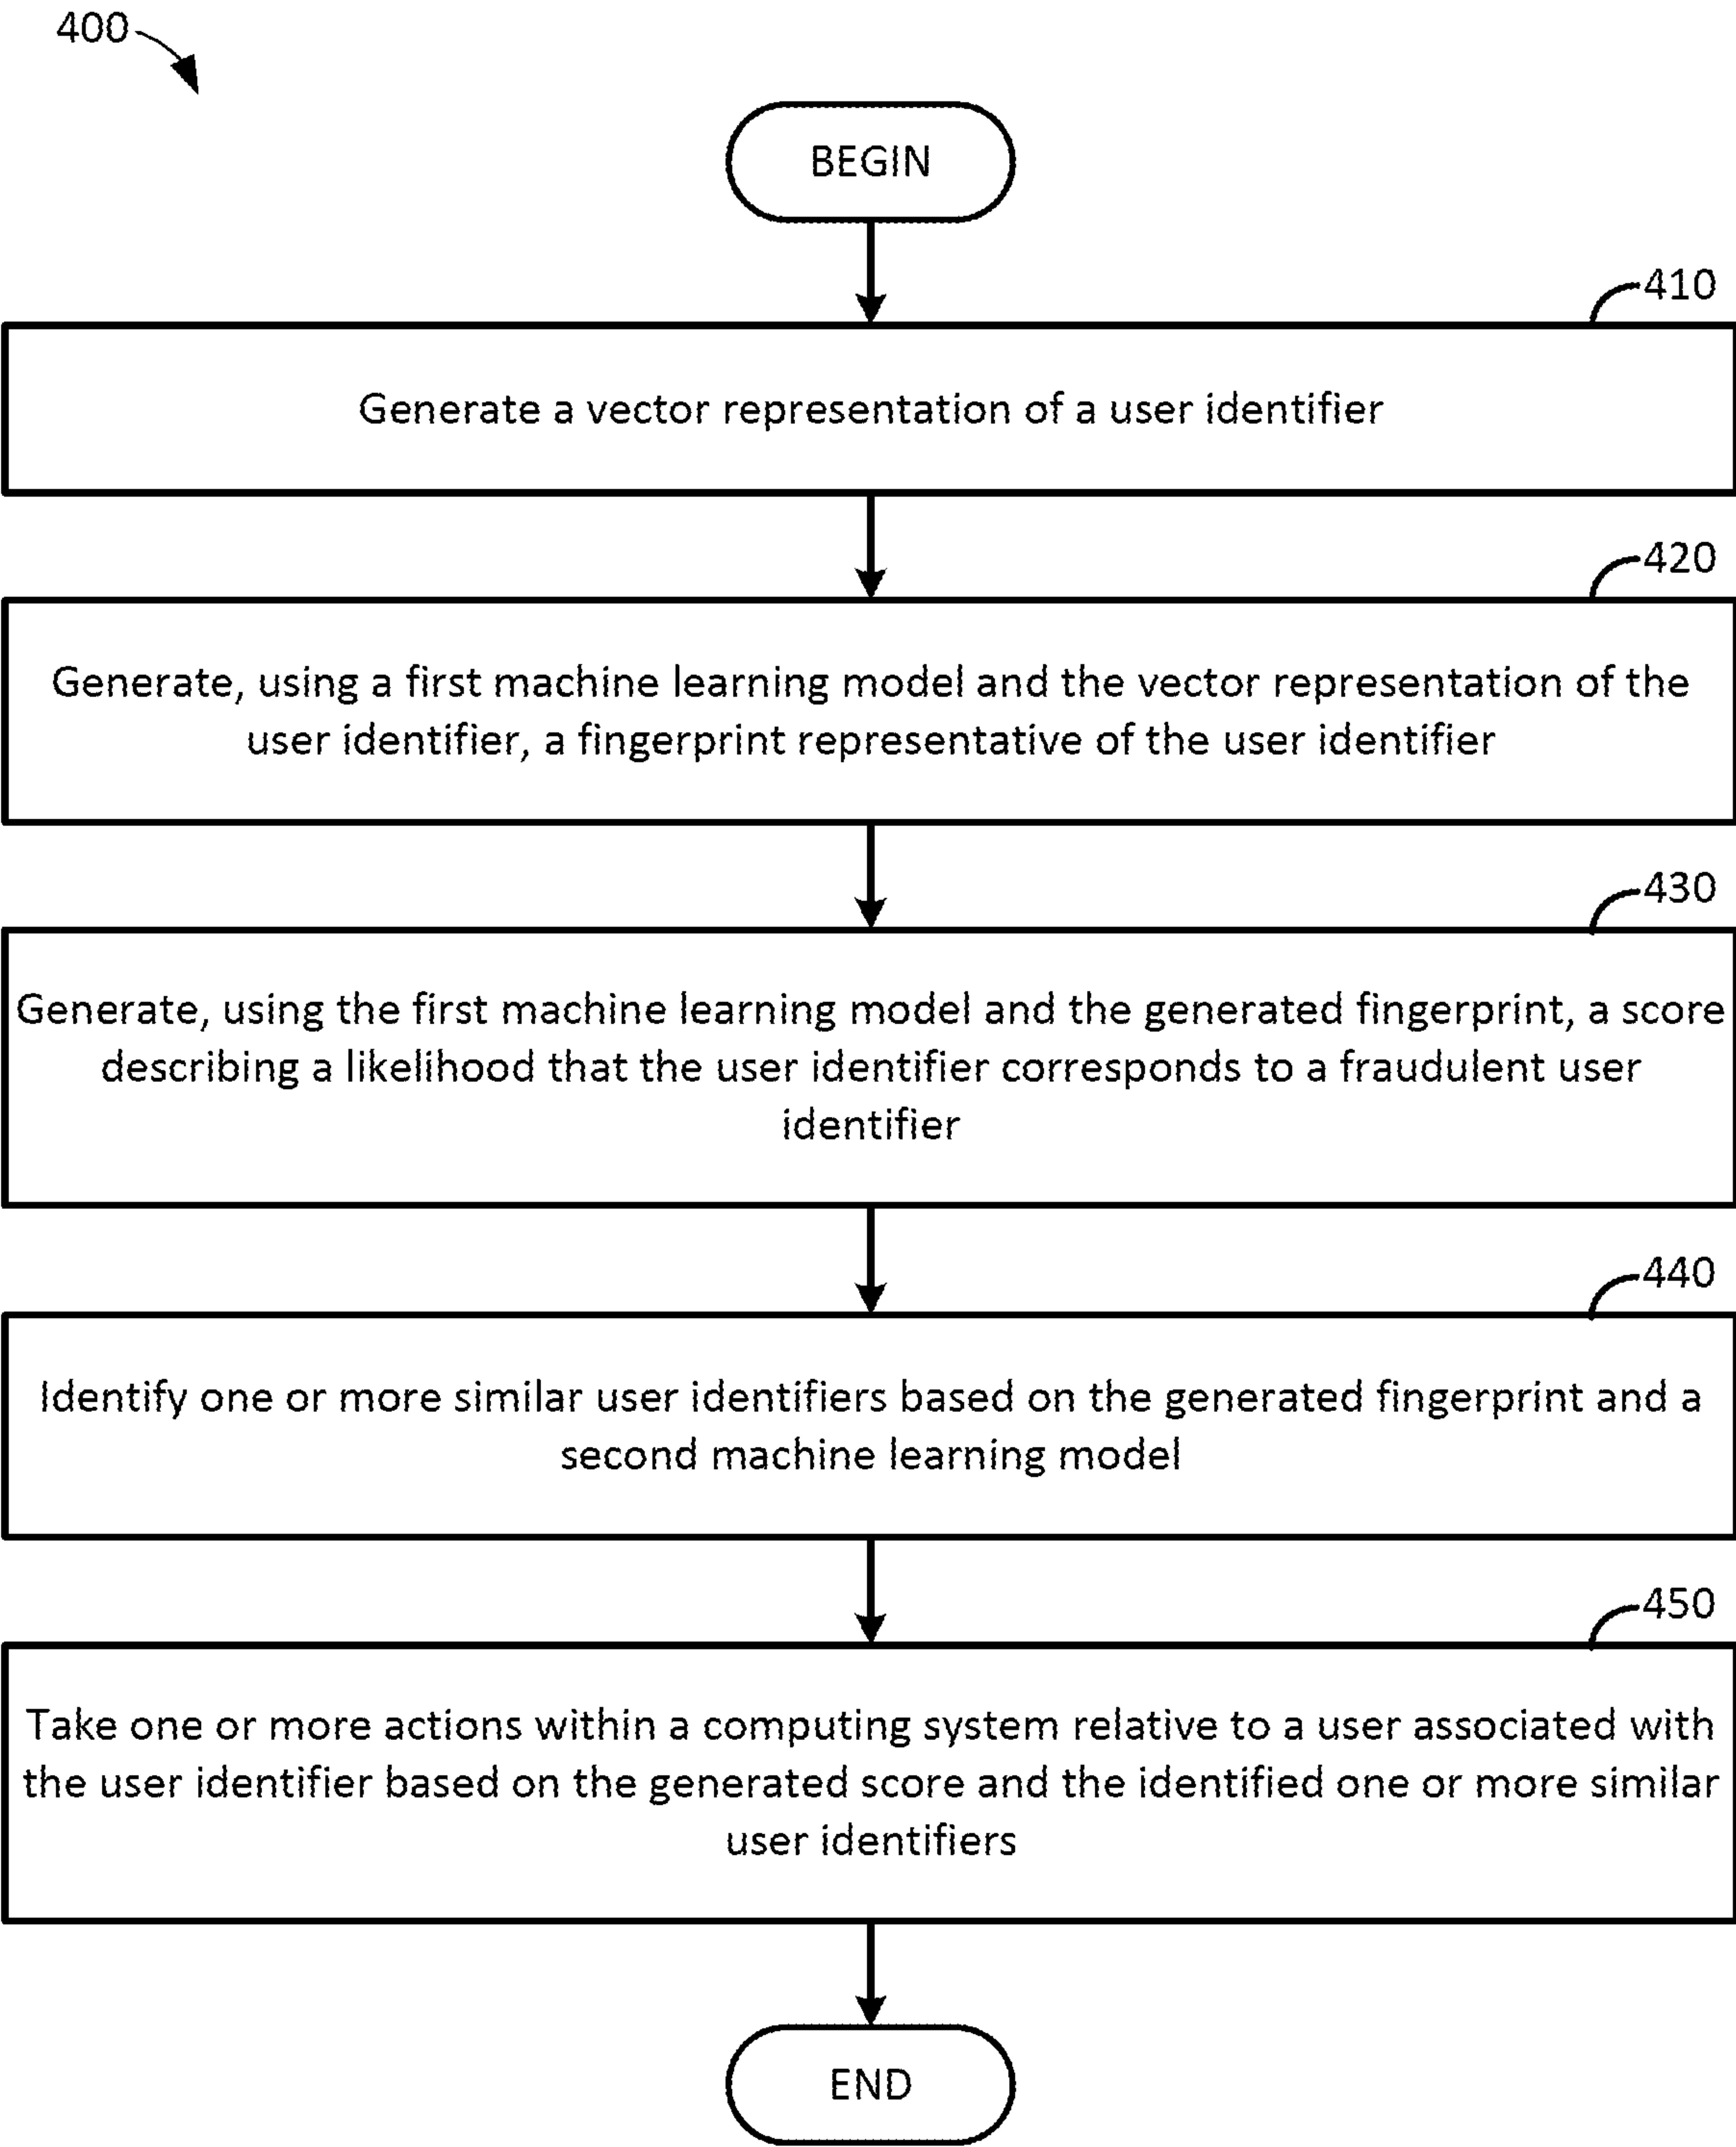 400
BEGIN
410
Generate a vector representation of a user identifier
420
Generate, using a first machine learning model and the vector representation of the
user identifier, a fingerprint representative of the user identifier
430
Generate, using the first machine learning model and the generated fingerprint, a score
describing a likelihood that the user identifier corresponds to a fraudulent user
identifier
440
Identify one or more similar user identifiers based on the generated fingerprint and a
second machine learning model
450
Take one or more actions within a computing system relative to a user associated with
the user identifier based on the generated score and the identified one or more similar
user identifiers
END